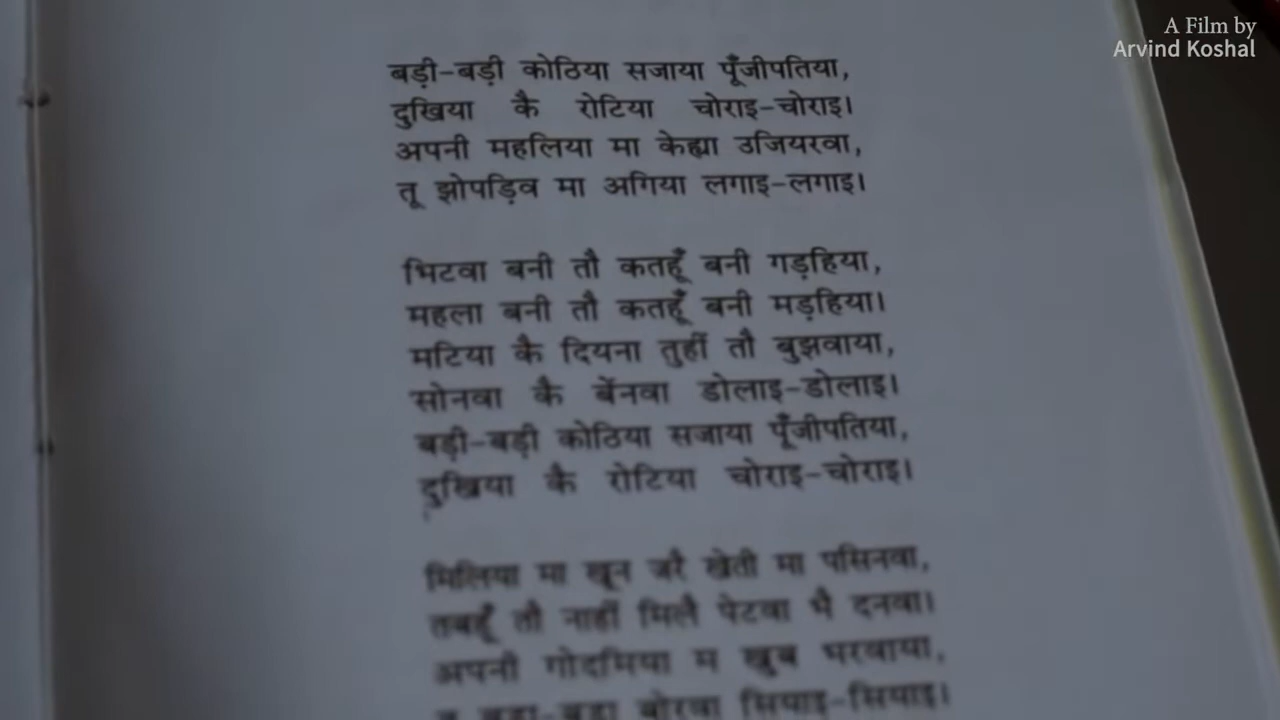 A Film by
Arvind Koshal
बड़ी-बड़ी कोठिया सजाया पूँजीपतिया,
दुखिया कै रोटिया चोराइ-चोराइ।
अपनी महलिया मा केह्या उजियरवा,
तू झोपड़िव मा अगिया लगाइ-लगाइ।
भिटवा बनी तौ कतहूँ बनी गड़हिया,
महला बनी तौ कतहूँ बनी मड़हिया।
मटिया कै दियना तुहीं तौ बुझवाया,
सोनवा कै बेंनवा डोलाइ-डोलाइ।
बड़ी-बड़ी कोठिया सजाया पूँजीपतिया,
दुखिया कै रोटिया चोराइ-चोराइ।
मिलिया मा खून जरै खेती मा पसिनवा,
तबहूँ तौ नाहीं मिलै पेटवा भै दनवा।
अपनी गोदमिया म खुब भरवाया,
बोरवा सियाइ-सियाइ।